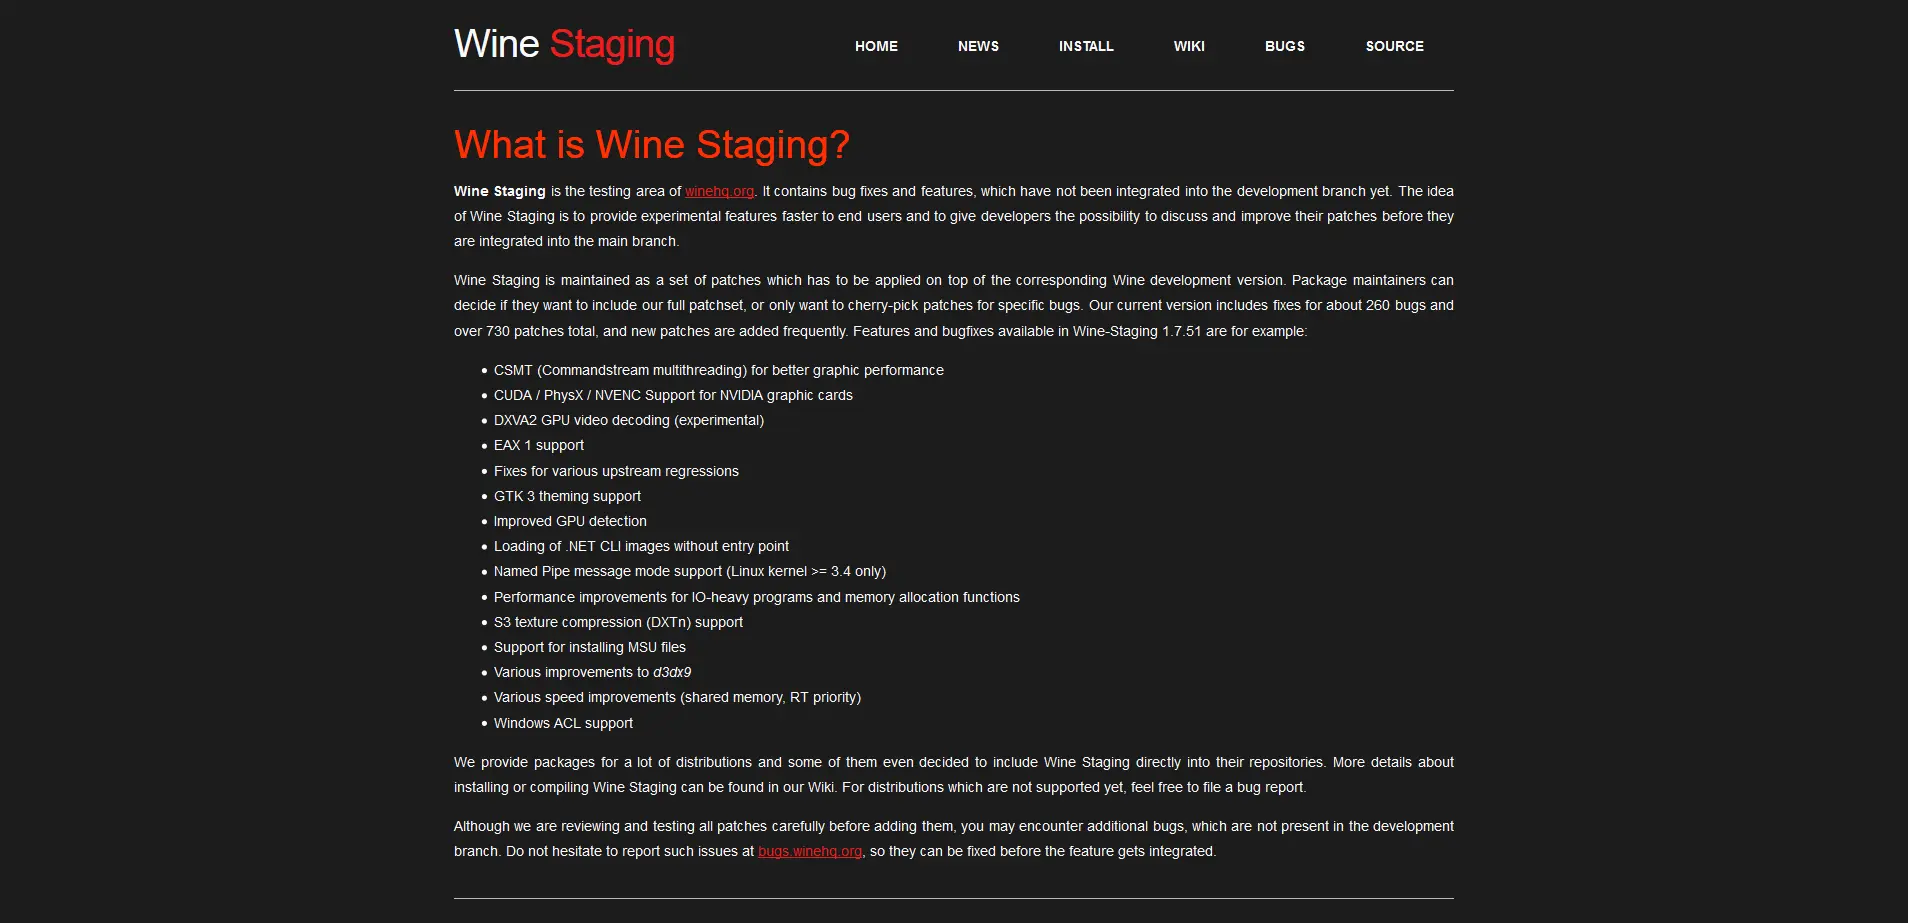 Wine Staging
HOME NEWS INSTALL WIKI BUGS SOURCE
What is Wine Staging?
Wine Staging is the testing area of winehq.org. It contains bug fixes and features, which have not been integrated into the development branch yet. The idea
of Wine Staging is to provide experimental features faster to end users and to give developers the possibility to discuss and improve their patches before they
are integrated into the main branch.
Wine Staging is maintained as a set of patches which has to be applied on top of the corresponding Wine development version. Package maintainers can
decide if they want to include our full patchset, or only want to cherry-pick patches for specific bugs. Our current version includes fixes for about 260 bugs and
over 730 patches total, and new patches are added frequently. Features and bugfixes available in Wine-Staging 1.7.51 are for example:
• CSMT (Commandstream multithreading) for better graphic performance
• CUDA / PhysX / NVENC Support for NVIDIA graphic cards
• DXVA2 GPU video decoding (experimental)
• EAX 1 support
• Fixes for various upstream regressions
• GTK 3 theming support
• Improved GPU detection
• Loading of .NET CLI images without entry point
• Named Pipe message mode support (Linux kernel >= 3.4 only)
• Performance improvements for IO-heavy programs and memory allocation functions
• S3 texture compression (DXTn) support
• Support for installing MSU files
• Various improvements to d3dx9
• Various speed improvements (shared memory, RT priority)
• Windows ACL support
We provide packages for a lot of distributions and some of them even decided to include Wine Staging directly into their repositories. More details about
installing or compiling Wine Staging can be found in our Wiki. For distributions which are not supported yet, feel free to file a bug report.
Although we are reviewing and testing all patches carefully before adding them, you may encounter additional bugs, which are not present in the development
branch. Do not hesitate to report such issues at bugs.winehq.org, so they can be fixed before the feature gets integrated.